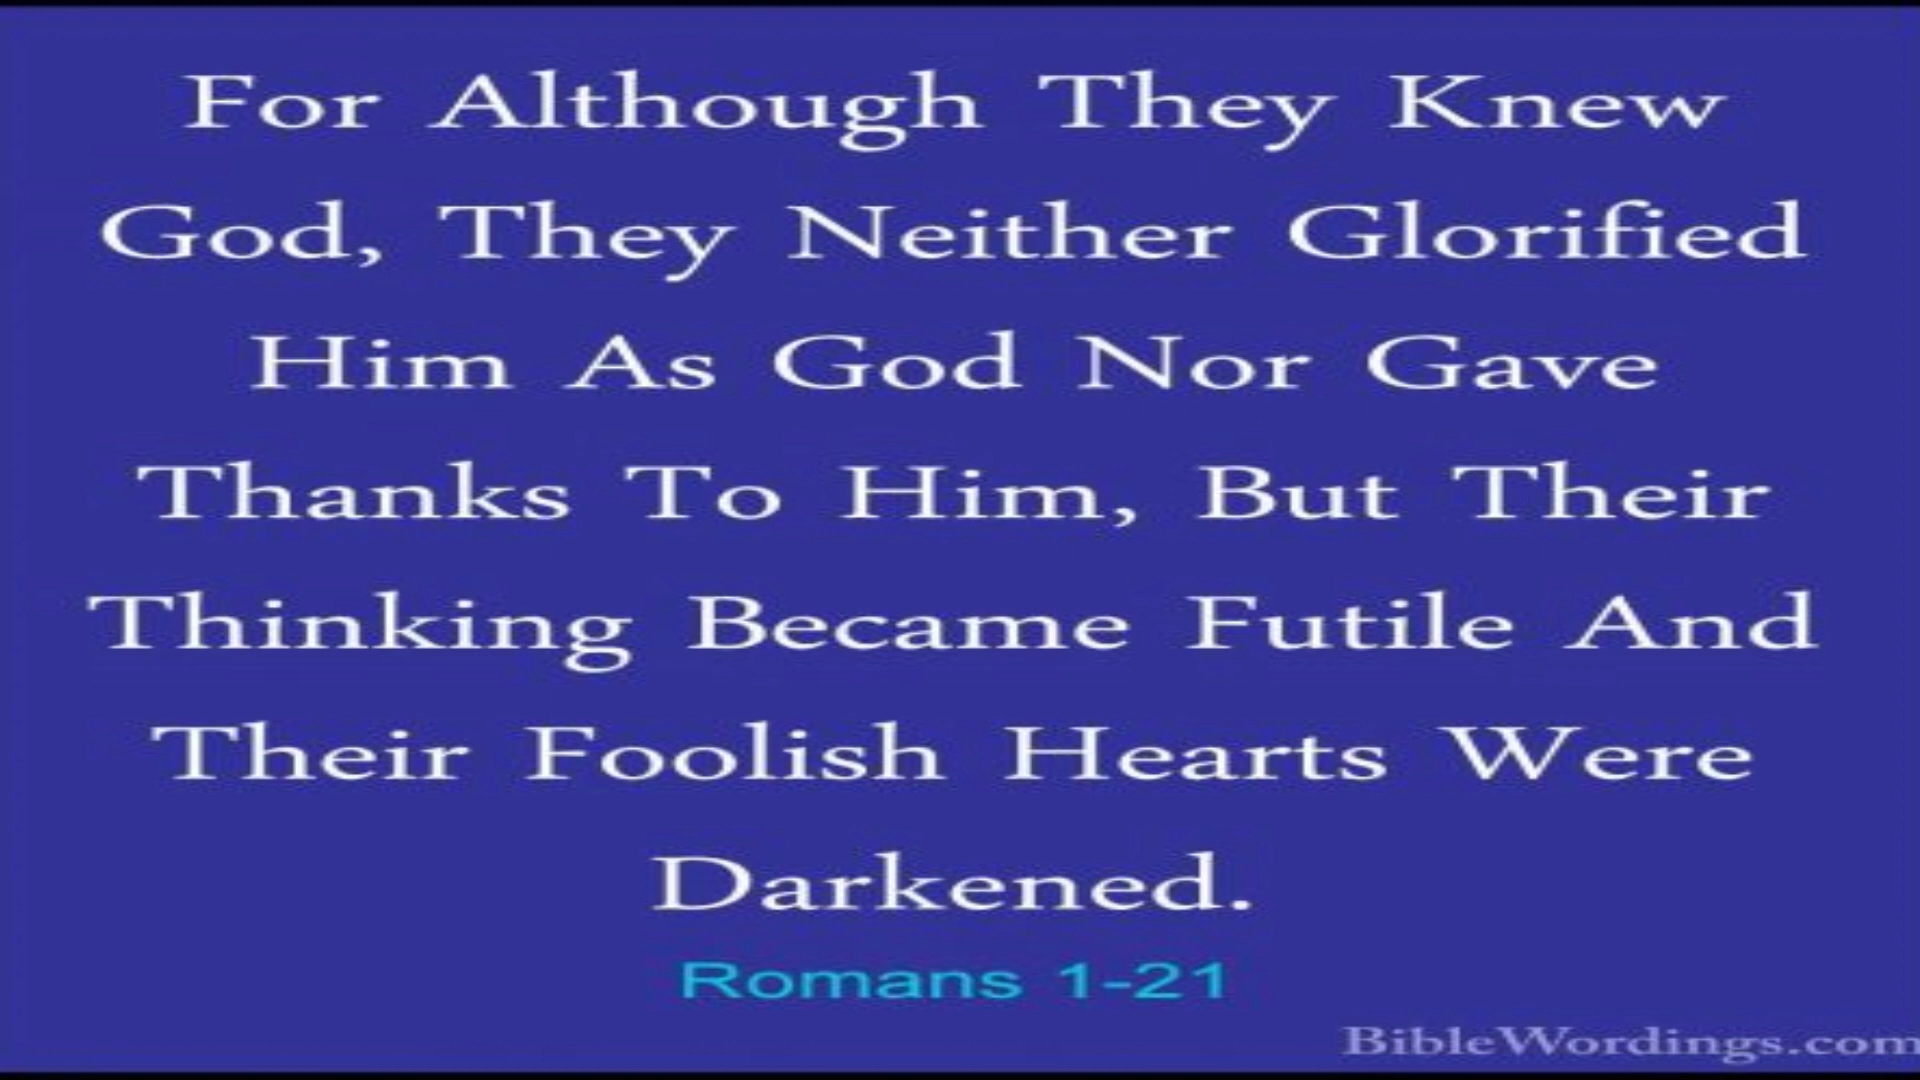 For Although They Knew
God, They Neither Glorified
Him As God Nor Gave
Thanks To Him, But Their
Thinking Became Futile And
Their Foolish Hearts Were
Darkened.
Romans 1-21
BibleWordings.com